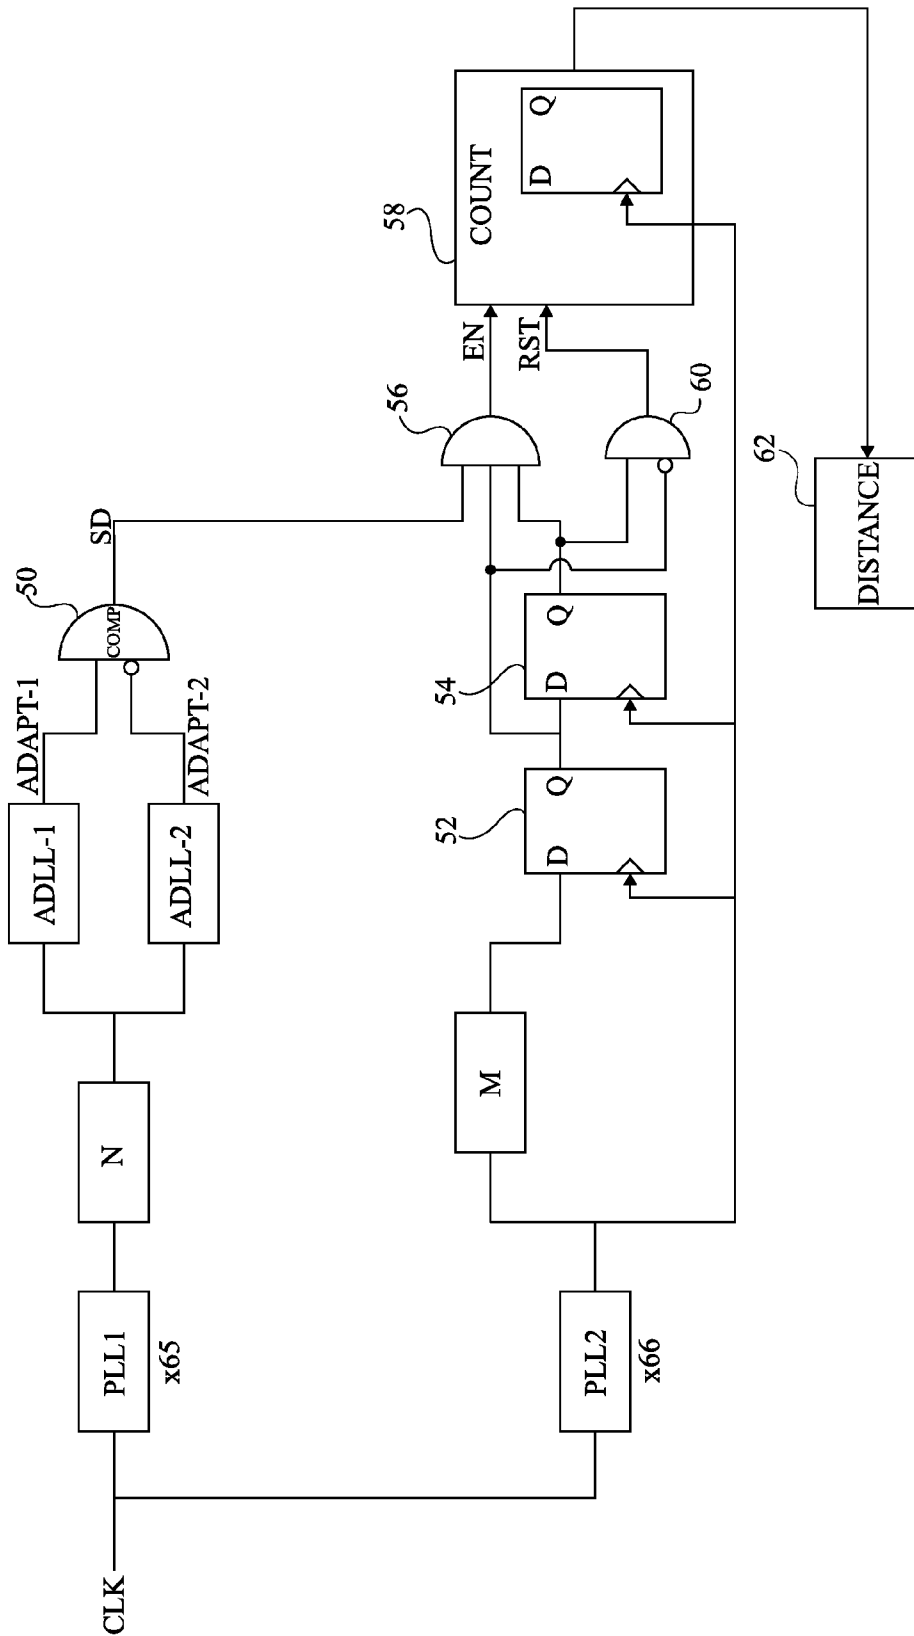 CLK
PLL1
x65
N
ADLL-1
ADAPT-1
ADLL-2
ADAPT-2
COMP
50
SD
PLL2
x66
M
D
Q
52
D
Q
54
56
EN
60
RST
58
COUNT
D
Q
62
DISTANCE